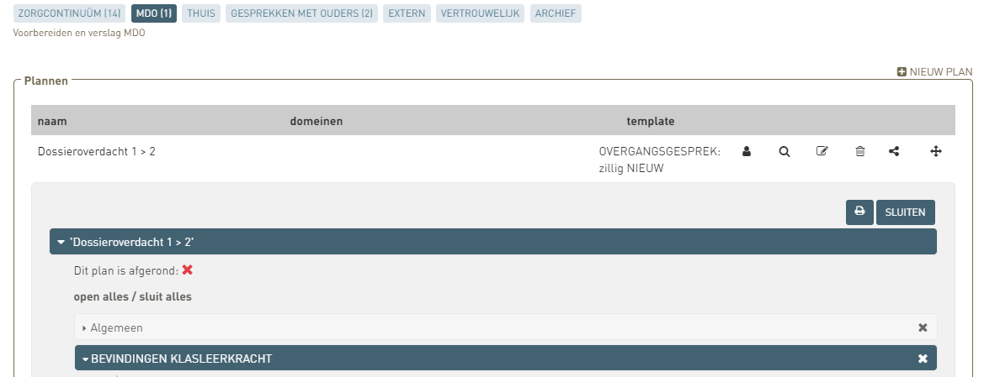 ZORGCONTINUÜM (14) MDO (1) THUIS GESPREKKEN MET OUDERS (2) EXTERN VERTROUWELIJK ARCHIEF
Voorbereiden en verslag MDO
NIEUW PLAN
Plannen
naam domeinen template
Dossieroverdacht 1 > 2 OVERGANGSGESPREK:
zillig NIEUW
SLUITEN
'Dossieroverdacht 1 > 2'
Dit plan is afgerond:
open alles / sluit alles
Algemeen
BEVINDINGEN KLASLEERKRACHT